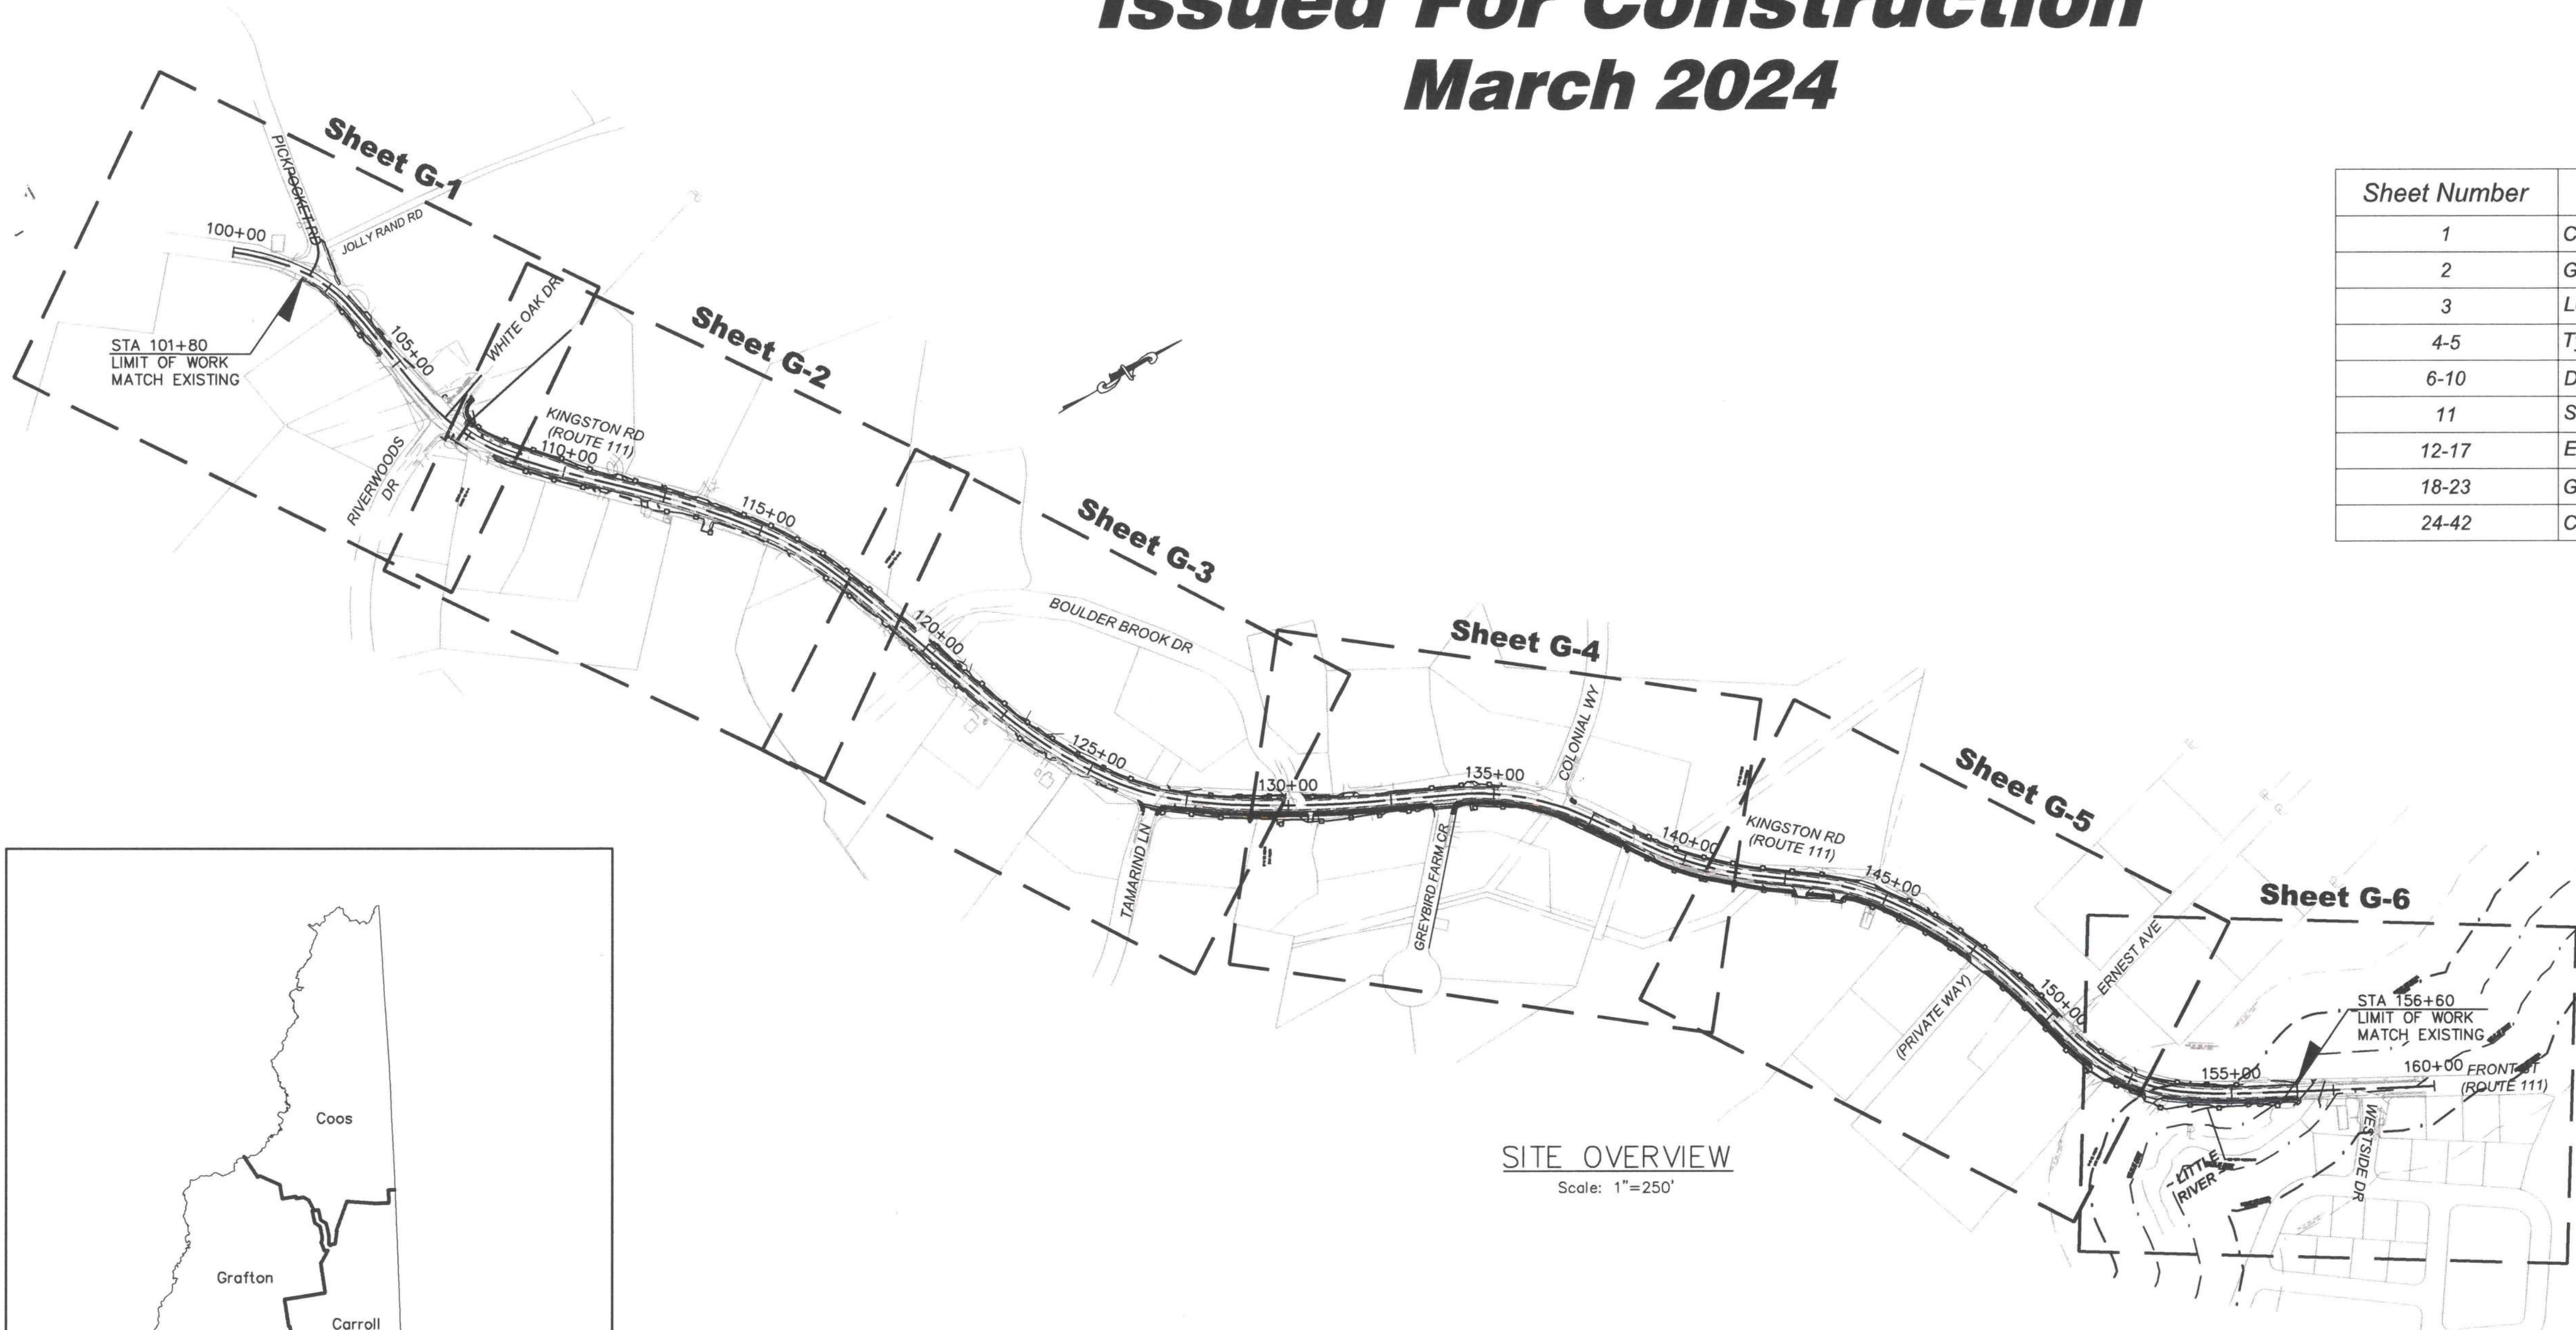 Issued For Construction
March 2024
Sheet G-1
PICKPOCKET RD
JOLLY RAND RD
100+00
STA 101+80
LIMIT OF WORK
MATCH EXISTING
105+00
WHITE OAK DR
RIVERWOODS
DR
Sheet G-2
KINGSTON RD
(ROUTE 111)
110+00
115+00
Sheet G-3
120+00
BOULDER BROOK DR
125+00
TAMARIND LN
130+00
Sheet G-4
135+00
COLONIAL WY
GREYBIRD FARM CR
140+00
KINGSTON RD
(ROUTE 111)
Sheet G-5
145+00
(PRIVATE WAY)
150+00
ERNEST AVE
Sheet G-6
STA 156+60
LIMIT OF WORK
MATCH EXISTING
155+00
160+00
FRONT ST
(ROUTE 111)
WESTSIDE DR
LITTLE
RIVER
SITE OVERVIEW
Scale: 1"=250'
Sheet Number
1 C
2 G
3 L
4-5 T
6-10 D
11 S
12-17 E
18-23 G
24-42 C
Coos
Grafton
Carroll